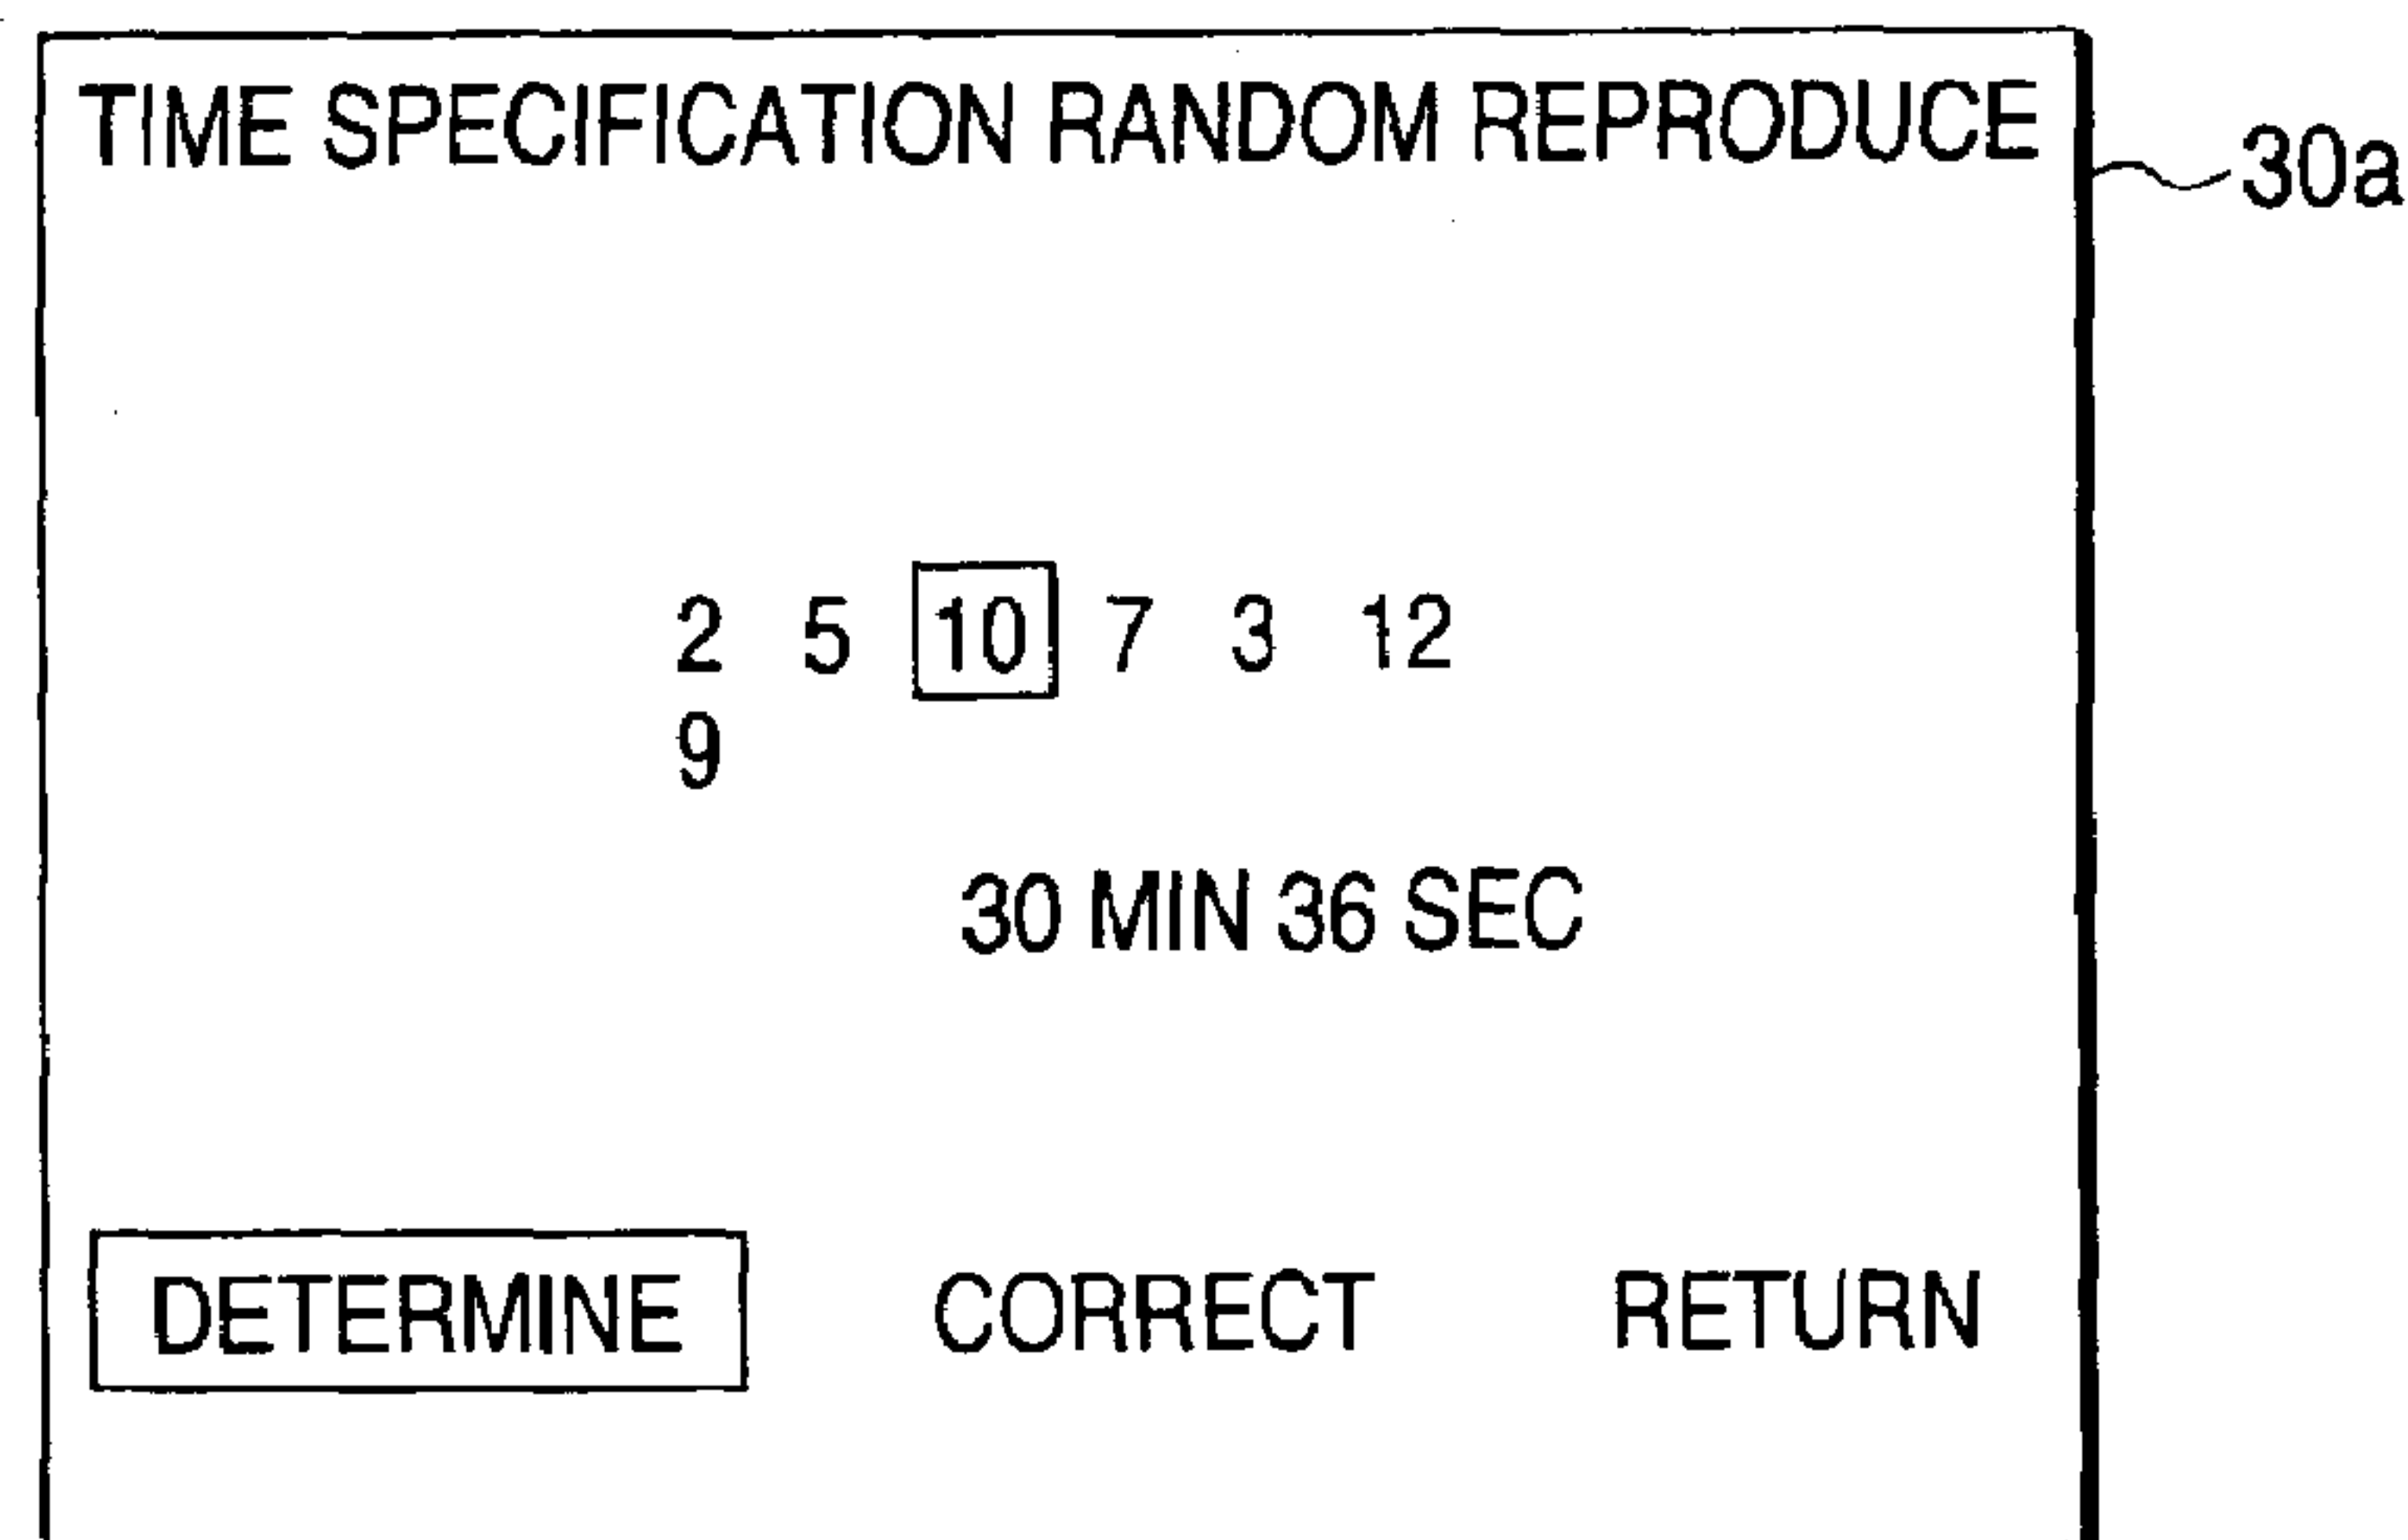 TIME SPECIFICATION RANDOM REPRODUCE
30a
2 5 10 7 3 12
9
30 MIN 36 SEC
DETERMINE CORRECT RETURN